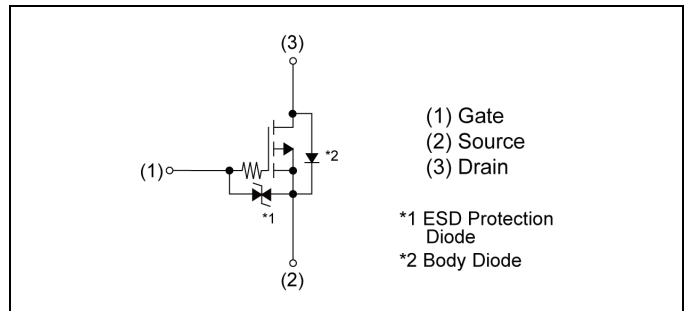 (3)
(1)
*2
*1
(2)
(1) Gate
(2) Source
(3) Drain
*1 ESD Protection
Diode
*2 Body Diode